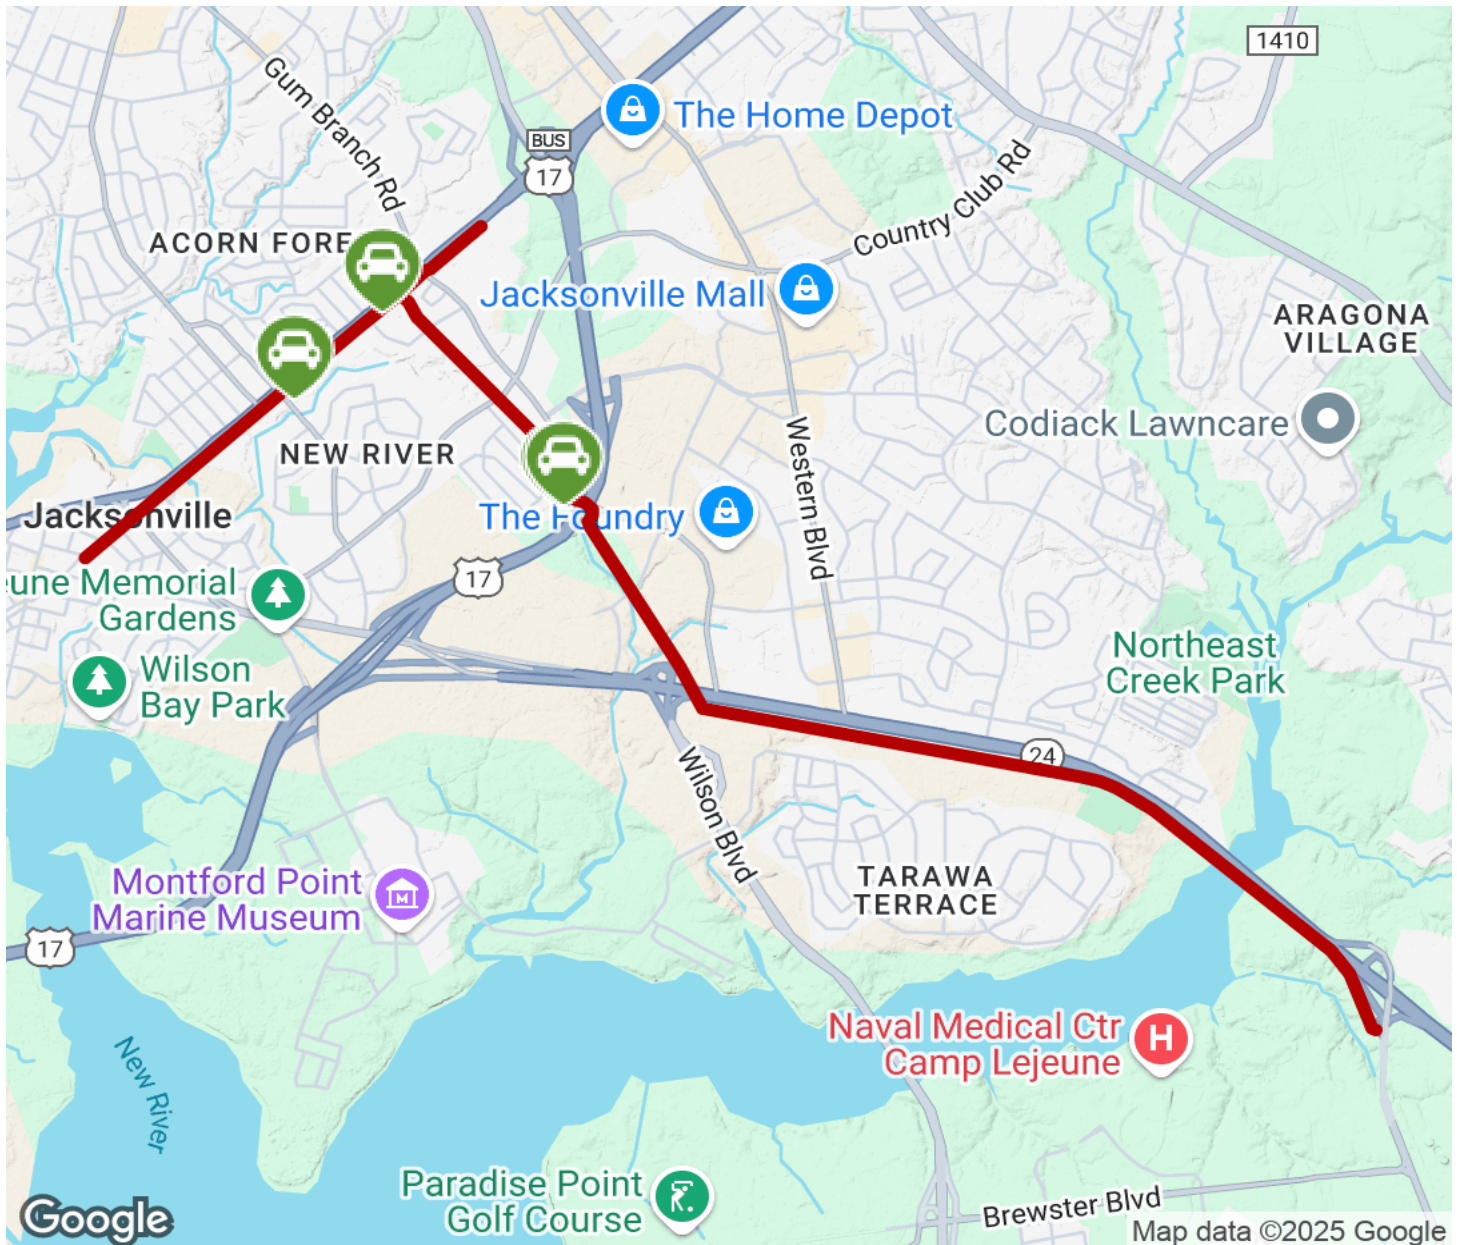 1410
Gum Branch Rd
The Home Depot
BUS
17
Country Club Rd
ACORN FORE
Jacksonville Mall
ARAGONA
VILLAGE
Codiack Lawncare
NEW RIVER
Western Blvd
Jacksonville
The Foundry
17
eune Memorial
Gardens
Northeast
Creek Park
Wilson
Bay Park
24
Wilson Blvd
TARAWA
TERRACE
Montford Point
Marine Museum
17
Naval Medical Ctr
Camp Lejeune
H
New River
Paradise Point
Golf Course
Brewster Blvd
Google
Map data ©2025 Google